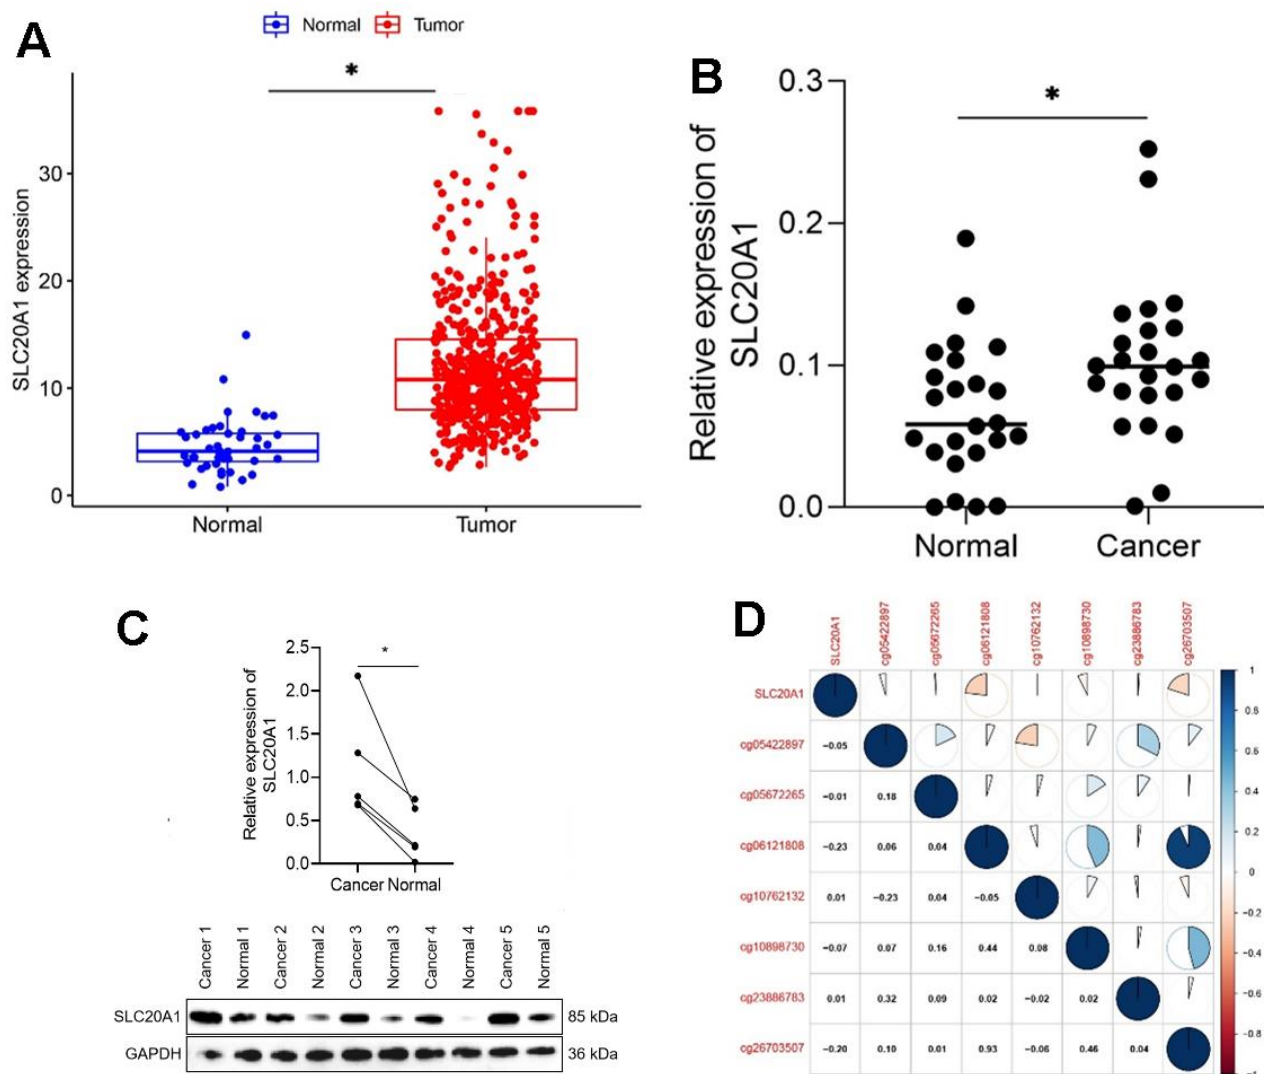 A
Normal Tumor
*
SLC20A1 expression
30
20
10
0
Normal Tumor
B
Relative expression of
SLC20A1
*
0.3
0.2
0.1
0.0
Normal Cancer
C
Relative expression of
SLC20A1
*
2.5
2.0
1.5
1.0
0.5
0.0
Cancer Normal
Cancer 1 Normal 1 Cancer 2 Normal 2 Cancer 3 Normal 3 Cancer 4 Normal 4 Cancer 5 Normal 5
SLC20A1 85 kDa
GAPDH 36 kDa
D
SLC20A1 cg05422897 cg05672265 cg06121808 cg10762132 cg10898730 cg23886783 cg26703507
SLC20A1
cg05422897 −0.05
cg05672265 −0.01 0.18
cg06121808 −0.23 0.06 0.04
cg10762132 0.01 −0.23 0.04 −0.05
cg10898730 −0.07 0.07 0.16 0.44 0.08
cg23886783 0.01 0.32 0.09 0.02 −0.02 0.02
cg26703507 −0.20 0.10 0.01 0.93 −0.06 0.46 0.04
1
0.8
0.6
0.4
0.2
0
−0.2
−0.4
−0.6
−0.8